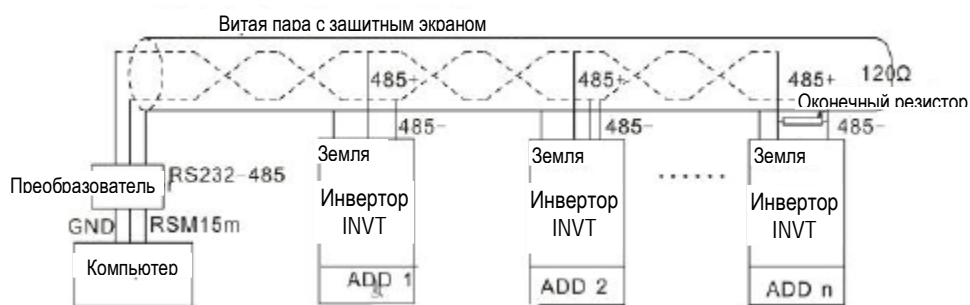 Витая пара с защитным экраном
485+ 485+ 485+ 120Ω
Оконечный резистор
485- 485- 485-
Земля Земля Земля
Преобразователь RS232-485
Инвертор Инвертор Инвертор
INVT INVT INVT
GND RSM15m
Компьютер
ADD 1 ADD 2 ADD n